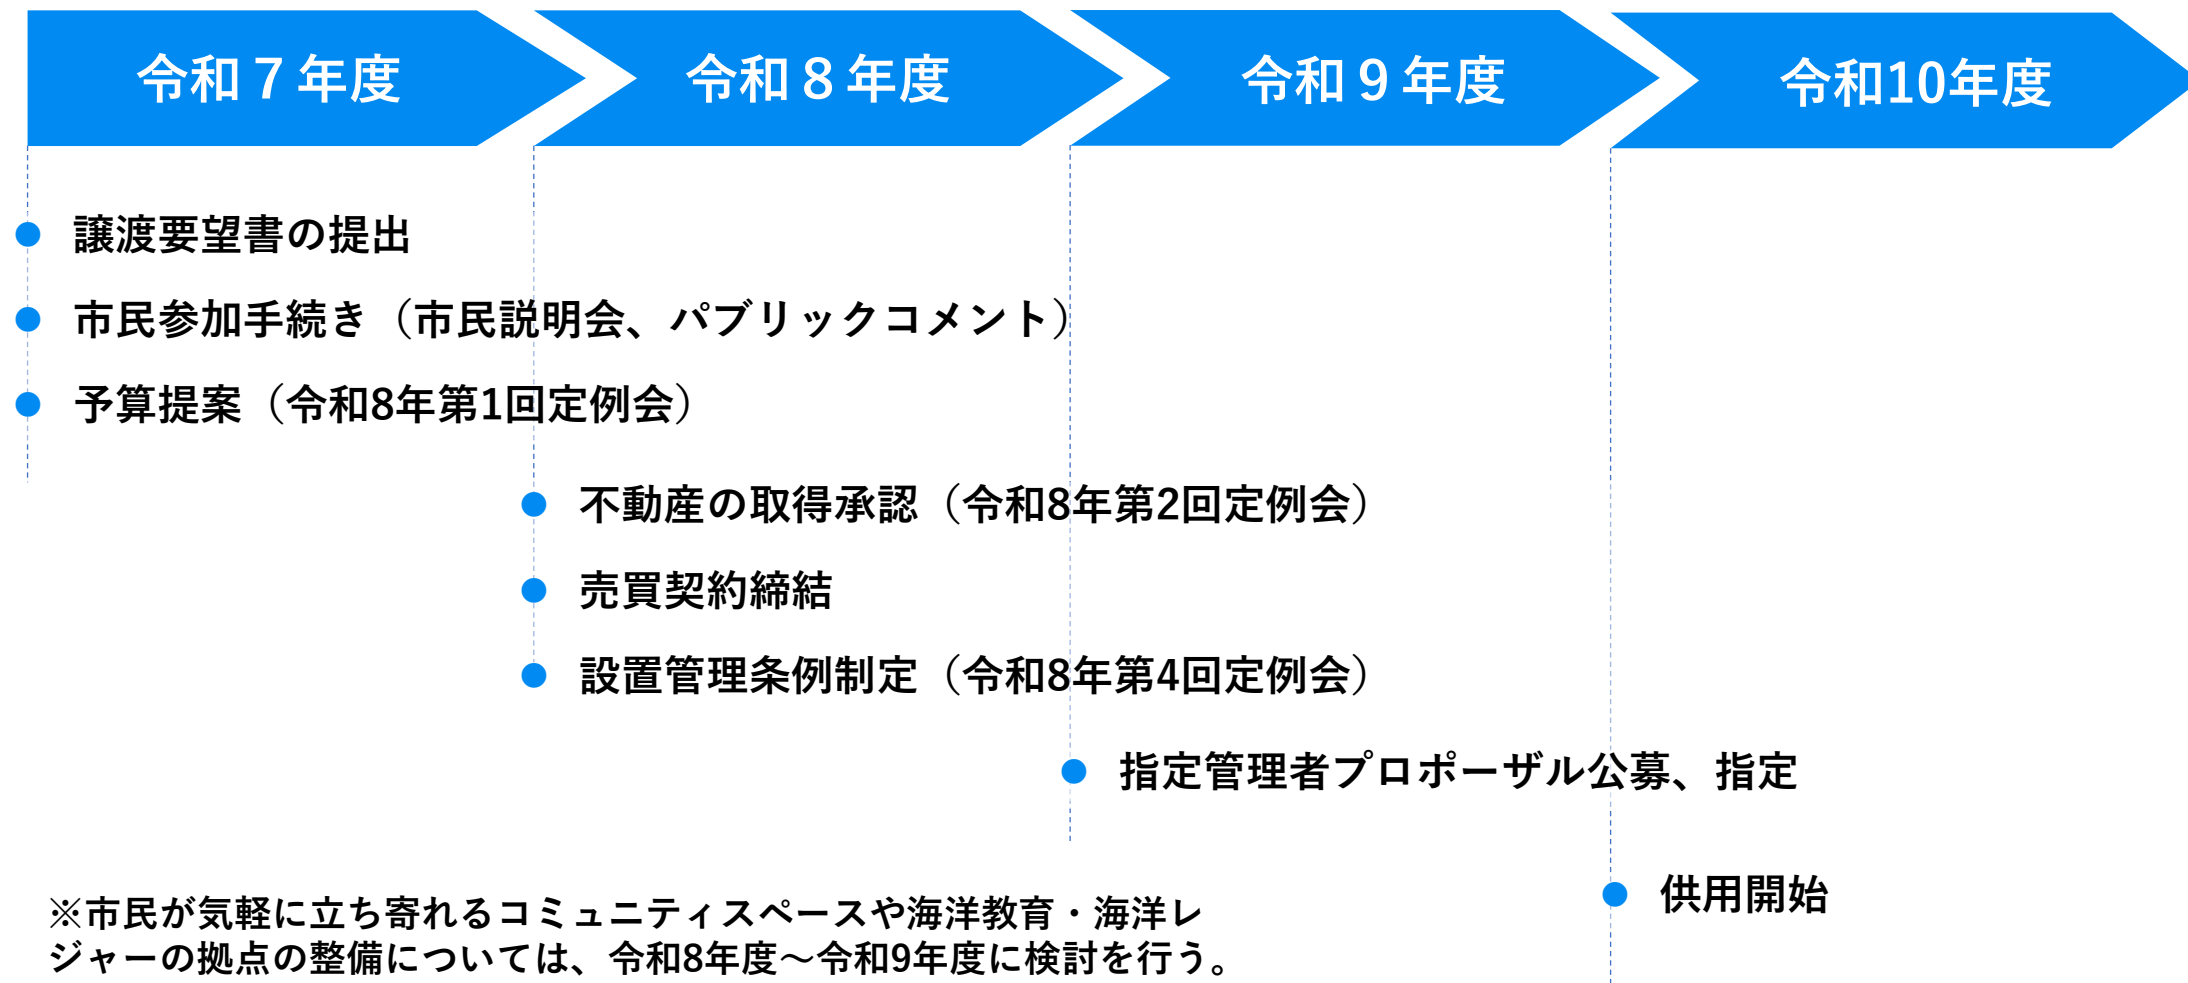 令和７年度
令和８年度
令和９年度
令和10年度
譲渡要望書の提出
市民参加手続き（市民説明会、パブリックコメント）
予算提案（令和8年第1回定例会）
不動産の取得承認（令和8年第2回定例会）
売買契約締結
設置管理条例制定（令和8年第4回定例会）
指定管理者プロポーザル公募、指定
供用開始
※市民が気軽に立ち寄れるコミュニティスペースや海洋教育・海洋レ
ジャーの拠点の整備については、令和8年度～令和9年度に検討を行う。